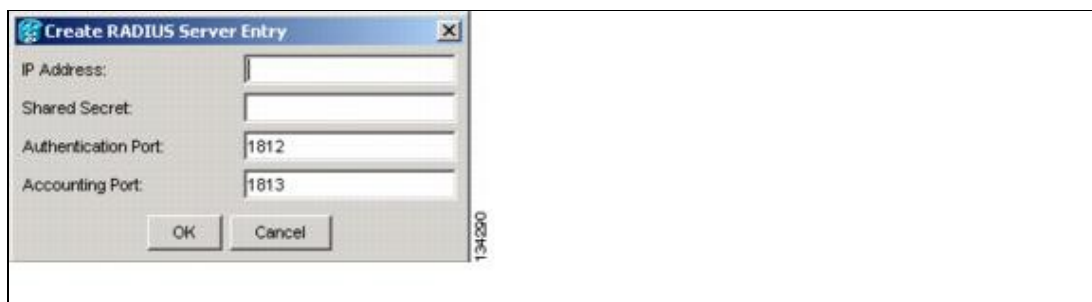 Create RADIUS Server Entry
IP Address:
Shared Secret:
Authentication Port: 1812
Accounting Port: 1813
OK Cancel
134290